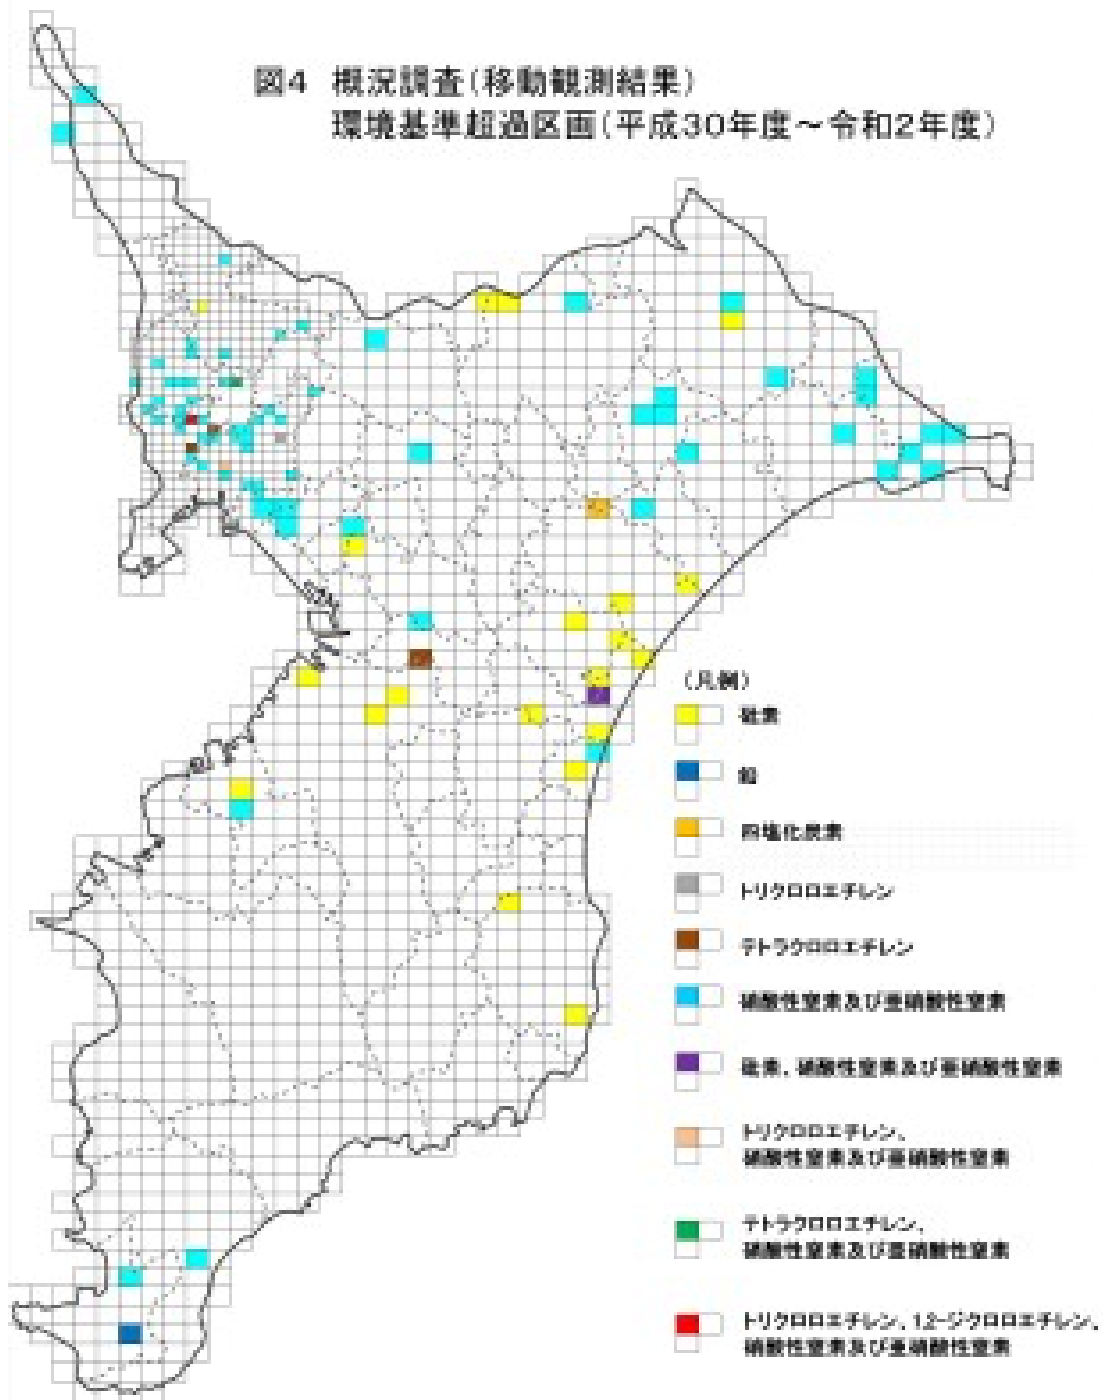 図4 概況調査(移動観測結果)
環境基準超過区画(平成30年度～令和2年度)
(凡例)
砒素
鉛
四塩化炭素
トリクロロエチレン
テトラクロロエチレン
硝酸性窒素及び亜硝酸性窒素
砒素、硝酸性窒素及び亜硝酸性窒素
トリクロロエチレン、
硝酸性窒素及び亜硝酸性窒素
テトラクロロエチレン、
硝酸性窒素及び亜硝酸性窒素
トリクロロエチレン、1,2-ジクロロエチレン、
硝酸性窒素及び亜硝酸性窒素